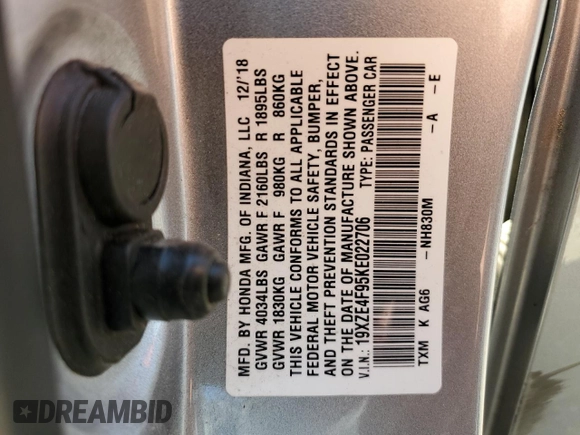 MFD. BY HONDA MFG. OF INDIANA, LLC 12/'18
GVWR 4034LBS GAWR F 2160LBS R 1895LBS
GVWR 1830KG GAWR F 980KG R 860KG
THIS VEHICLE CONFORMS TO ALL APPLICABLE
FEDERAL MOTOR VEHICLE SAFETY, BUMPER,
AND THEFT PREVENTION STANDARDS IN EFFECT
ON THE DATE OF MANUFACTURE SHOWN ABOVE.
V.I.N.: 19XZE4F95KE022706 TYPE: PASSENGER CAR
TXM K AG6 -NH830M -A -E
DREAMBID